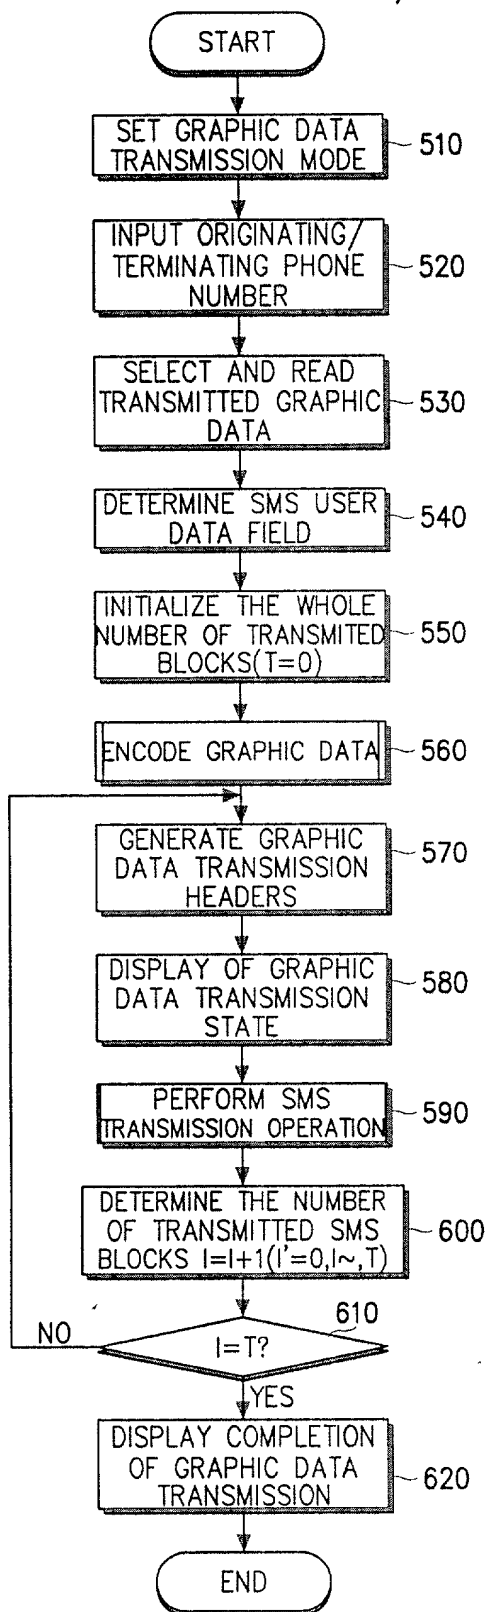 START
SET GRAPHIC DATA
TRANSMISSION MODE
510
INPUT ORIGINATING/
TERMINATING PHONE
NUMBER
520
SELECT AND READ
TRANSMITTED GRAPHIC
DATA
530
DETERMINE SMS USER
DATA FIELD
540
INITIALIZE THE WHOLE
NUMBER OF TRANSMITED
BLOCKS(T=0)
550
ENCODE GRAPHIC DATA
560
GENERATE GRAPHIC
DATA TRANSMISSION
HEADERS
570
DISPLAY OF GRAPHIC
DATA TRANSMISSION
STATE
580
PERFORM SMS
TRANSMISSION OPERATION
590
DETERMINE THE NUMBER
OF TRANSMITTED SMS
BLOCKS I=I+1(I'=0,I~,T)
600
610
NO
I=T?
YES
DISPLAY COMPLETION
OF GRAPHIC DATA
TRANSMISSION
620
END